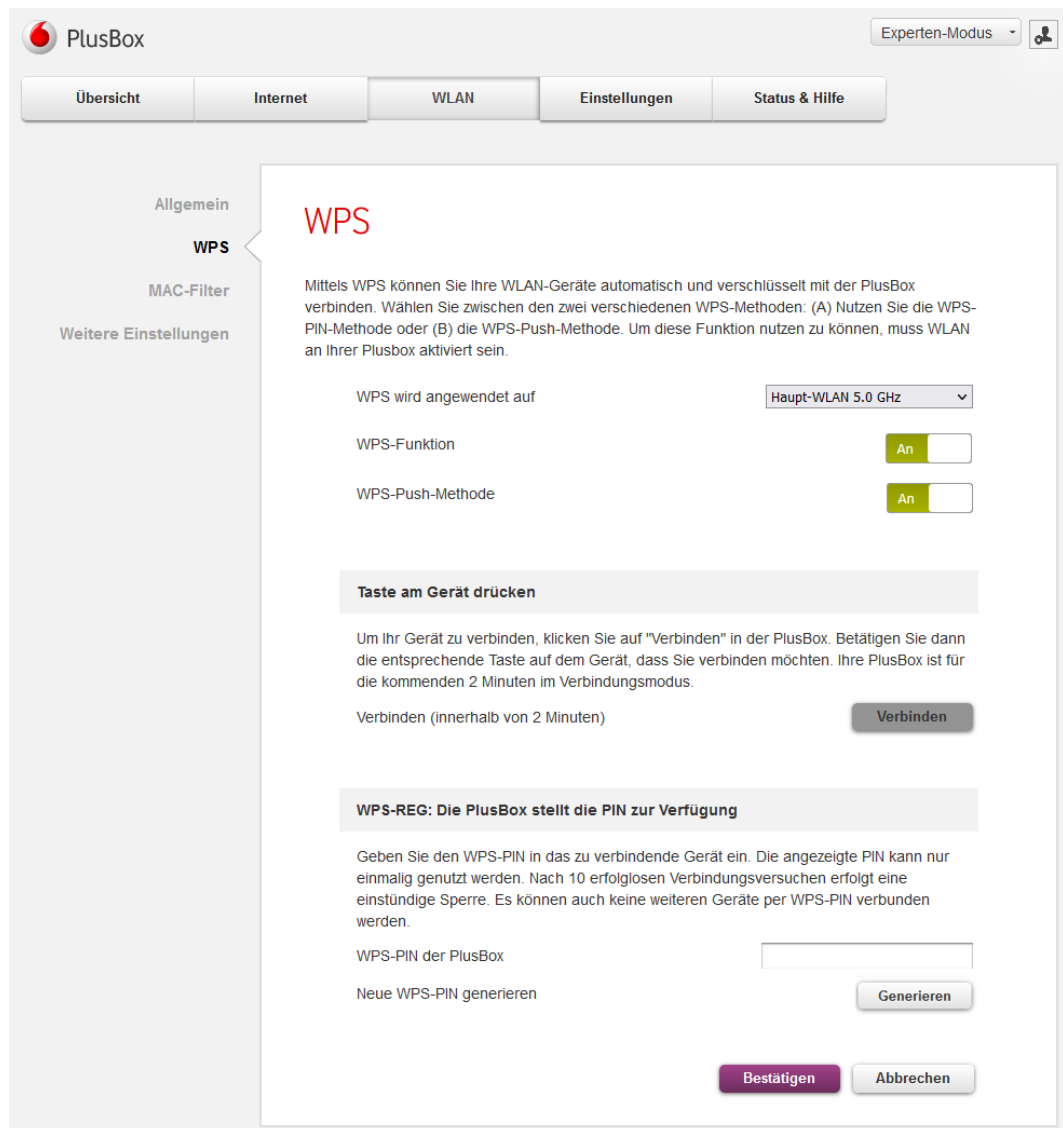 PlusBox
Experten-Modus
Übersicht
Internet
WLAN
Einstellungen
Status & Hilfe
Allgemein
WPS
MAC-Filter
Weitere Einstellungen
WPS
Mittels WPS können Sie Ihre WLAN-Geräte automatisch und verschlüsselt mit der PlusBox
verbinden. Wählen Sie zwischen den zwei verschiedenen WPS-Methoden: (A) Nutzen Sie die WPS-
PIN-Methode oder (B) die WPS-Push-Methode. Um diese Funktion nutzen zu können, muss WLAN
an Ihrer Plusbox aktiviert sein.
WPS wird angewendet auf
Haupt-WLAN 5.0 GHz
WPS-Funktion
An
WPS-Push-Methode
An
Taste am Gerät drücken
Um Ihr Gerät zu verbinden, klicken Sie auf "Verbinden" in der PlusBox. Betätigen Sie dann
die entsprechende Taste auf dem Gerät, dass Sie verbinden möchten. Ihre PlusBox ist für
die kommenden 2 Minuten im Verbindungsmodus.
Verbinden (innerhalb von 2 Minuten)
Verbinden
WPS-REG: Die PlusBox stellt die PIN zur Verfügung
Geben Sie den WPS-PIN in das zu verbindende Gerät ein. Die angezeigte PIN kann nur
einmalig genutzt werden. Nach 10 erfolglosen Verbindungsversuchen erfolgt eine
einstündige Sperre. Es können auch keine weiteren Geräte per WPS-PIN verbunden
werden.
WPS-PIN der PlusBox
Neue WPS-PIN generieren
Generieren
Bestätigen
Abbrechen